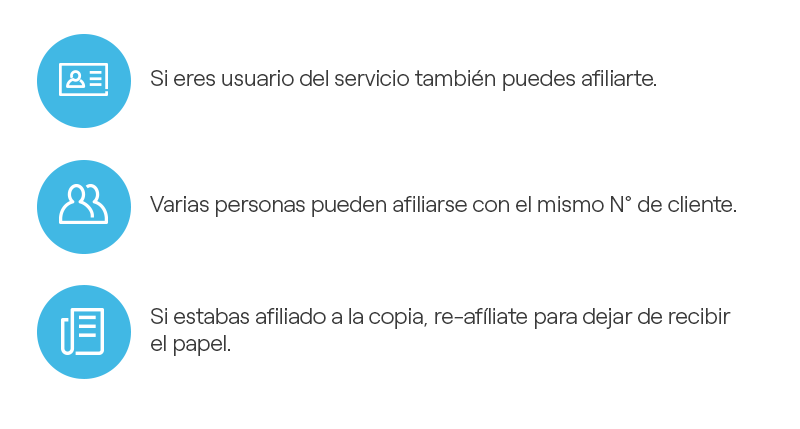 Si eres usuario del servicio también puedes afiliarte.
Varias personas pueden afiliarse con el mismo N° de cliente.
Si estabas afiliado a la copia, re-afíliate para dejar de recibir
el papel.